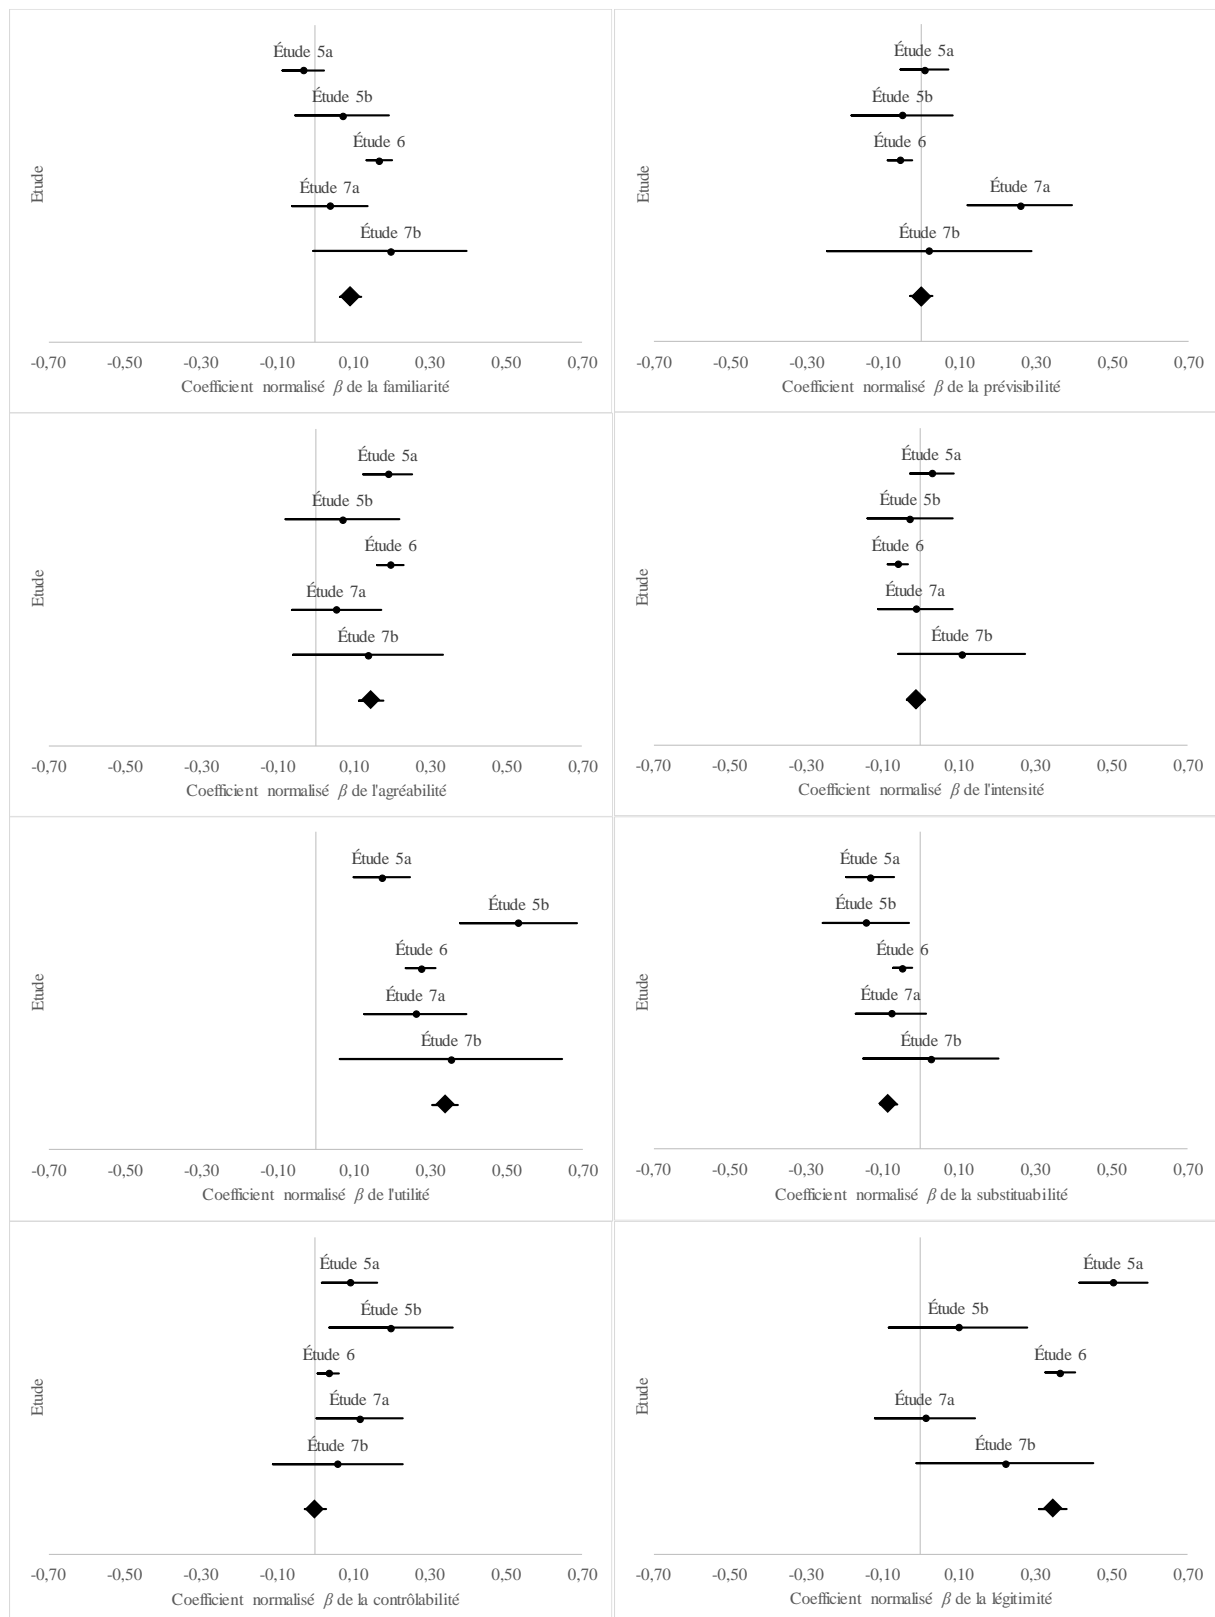 Étude 5a
Étude 5b
Étude 6
Étude 7a
Étude 7b
Etude
-0,70 -0,50 -0,30 -0,10 0,10 0,30 0,50 0,70
Coefficient normalisé β de la familiarité
Étude 5a
Étude 5b
Étude 6
Étude 7a
Étude 7b
Etude
-0,70 -0,50 -0,30 -0,10 0,10 0,30 0,50 0,70
Coefficient normalisé β de la prévisibilité
Étude 5a
Étude 5b
Étude 6
Étude 7a
Étude 7b
Etude
-0,70 -0,50 -0,30 -0,10 0,10 0,30 0,50 0,70
Coefficient normalisé β de l'agréabilité
Étude 5a
Étude 5b
Étude 6
Étude 7a
Étude 7b
Etude
-0,70 -0,50 -0,30 -0,10 0,10 0,30 0,50 0,70
Coefficient normalisé β de l'intensité
Étude 5a
Étude 5b
Étude 6
Étude 7a
Étude 7b
Etude
-0,70 -0,50 -0,30 -0,10 0,10 0,30 0,50 0,70
Coefficient normalisé β de l'utilité
Étude 5a
Étude 5b
Étude 6
Étude 7a
Étude 7b
Etude
-0,70 -0,50 -0,30 -0,10 0,10 0,30 0,50 0,70
Coefficient normalisé β de la substituabilité
Étude 5a
Étude 5b
Étude 6
Étude 7a
Étude 7b
Etude
-0,70 -0,50 -0,30 -0,10 0,10 0,30 0,50 0,70
Coefficient normalisé β de la contrôlabilité
Étude 5a
Étude 5b
Étude 6
Étude 7a
Étude 7b
Etude
-0,70 -0,50 -0,30 -0,10 0,10 0,30 0,50 0,70
Coefficient normalisé β de la légitimité